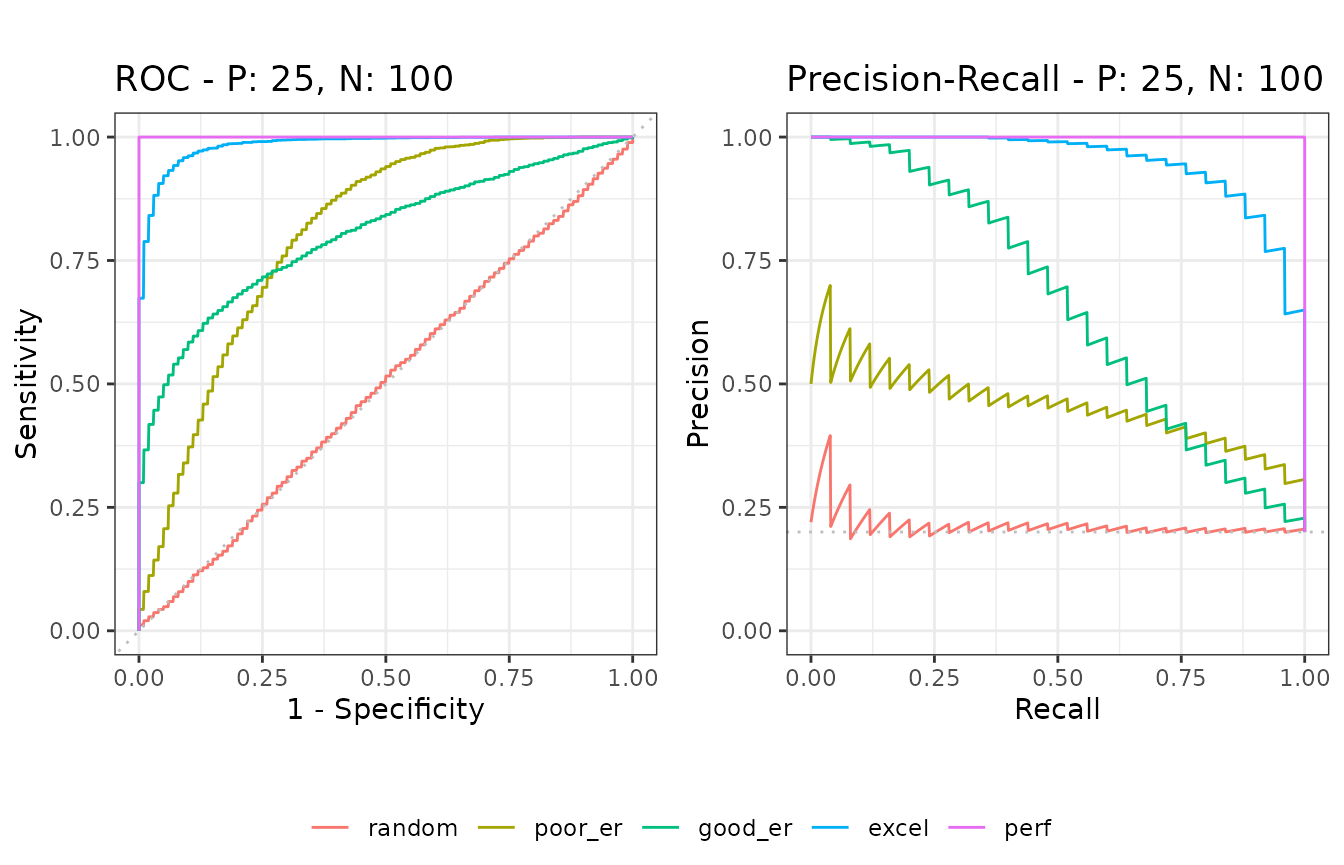 ROC - P: 25, N: 100
1.00
0.75
0.50
0.25
0.00
Sensitivity
0.00 0.25 0.50 0.75 1.00
1 - Specificity
Precision-Recall - P: 25, N: 100
1.00
0.75
0.50
0.25
0.00
Precision
0.00 0.25 0.50 0.75 1.00
Recall
random poor_er good_er excel perf